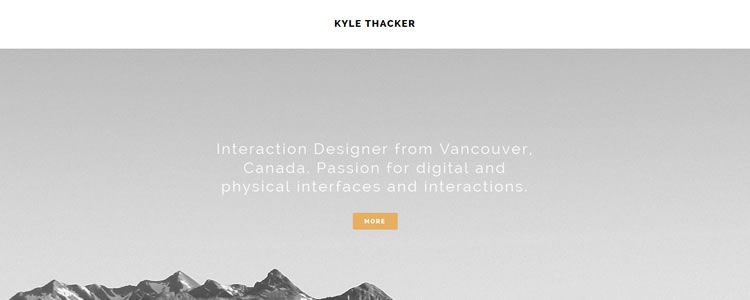 KYLE THACKER
Interaction Designer from Vancouver,
Canada. Passion for digital and
physical interfaces and interactions.
MORE